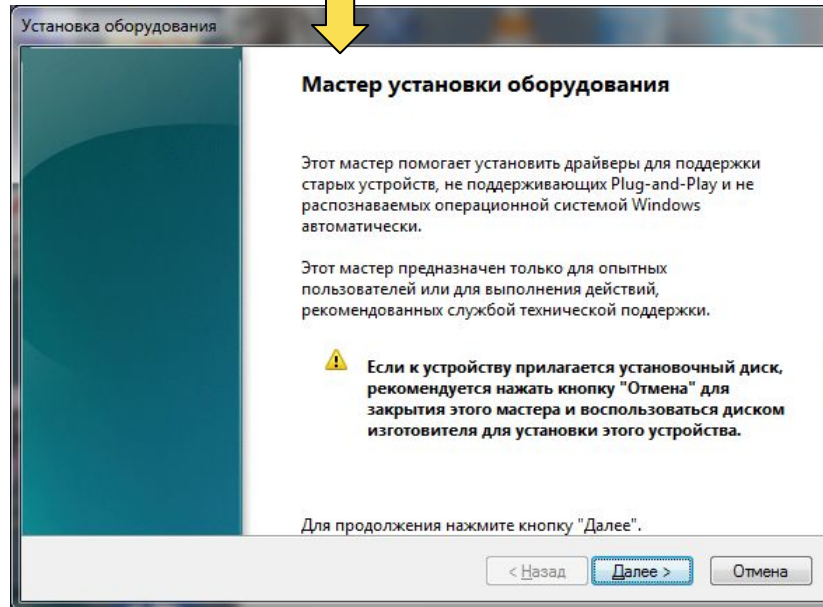 Установка оборудования
Мастер установки оборудования
Этот мастер помогает установить драйверы для поддержки
старых устройств, не поддерживающих Plug-and-Play и не
распознаваемых операционной системой Windows
автоматически.
Этот мастер предназначен только для опытных
пользователей или для выполнения действий,
рекомендованных службой технической поддержки.
Если к устройству прилагается установочный диск,
рекомендуется нажать кнопку "Отмена" для
закрытия этого мастера и воспользоваться диском
изготовителя для установки этого устройства.
Для продолжения нажмите кнопку "Далее".
< Назад Далее > Отмена